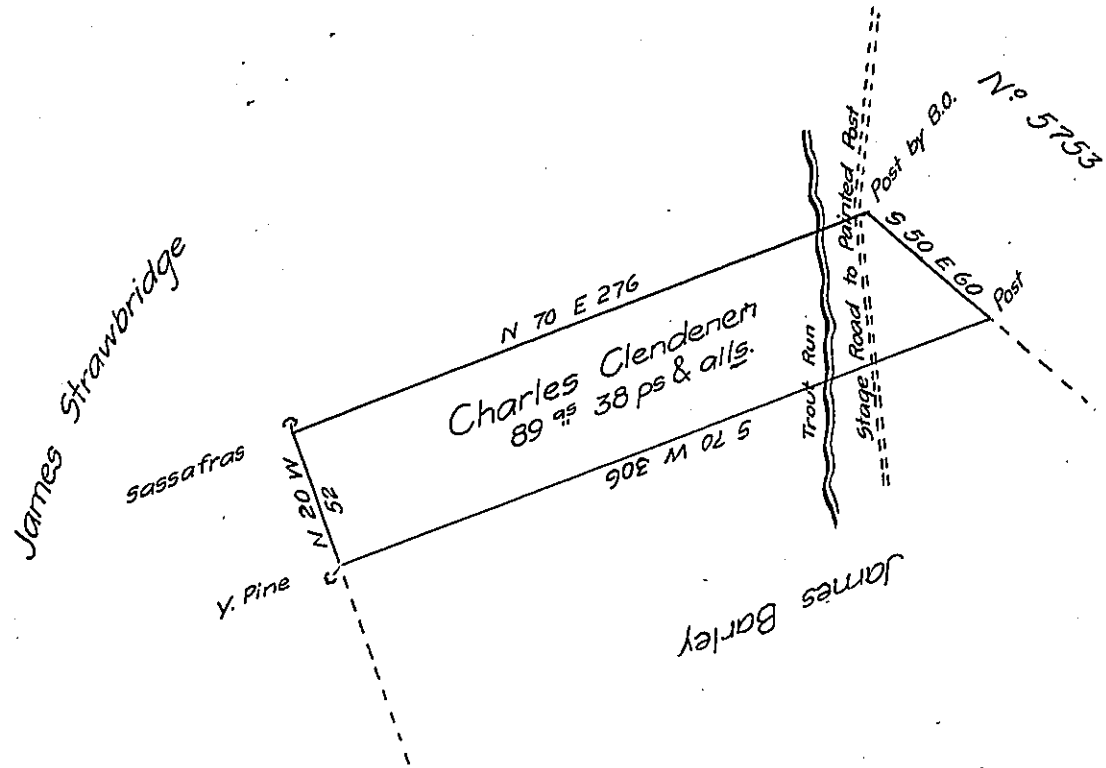 Nº 5753
Post by B.O.
Stage Road to Painted Post
S 50 E 60
Post
James Strawbridge
N 70 E 276
Charles Clendenen
89 as 38 ps & alls.
Trout Run
sassafras
S 70 W 306
N 20 W
52
Y. Pine
James Barley